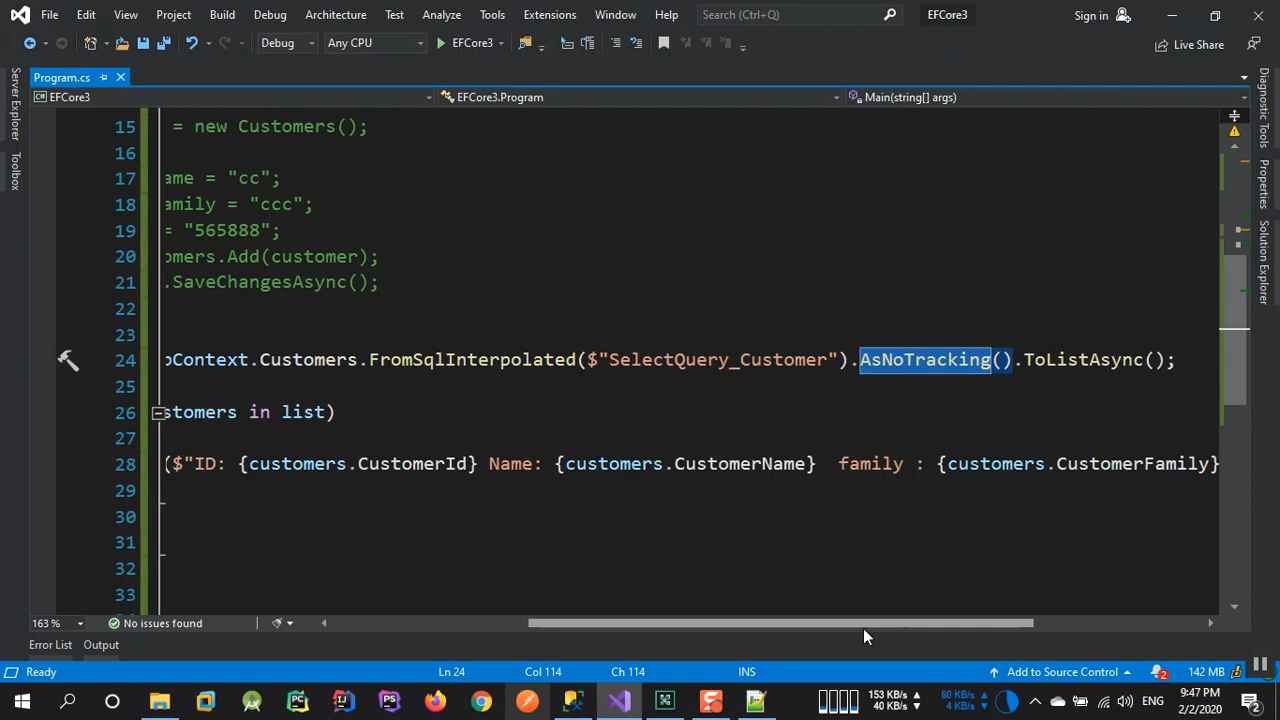 File Edit View Project Build Debug Architecture Test Analyze Tools Extensions Window Help Search (Ctrl+Q) EFCore3 Sign in
Debug Any CPU EFCore3 Live Share
Program.cs
EFCore3 EFCore3.Program Main(string[] args)
Server Explorer
Toolbox
Diagnostic Tools
Properties
Solution Explorer
15 = new Customers();
16
17 ame = "cc";
18 amily = "ccc";
19 = "565888";
20 omers.Add(customer);
21 .SaveChangesAsync();
22
23
24 oContext.Customers.FromSqlInterpolated($"SelectQuery_Customer").AsNoTracking().ToListAsync();
25
26 stomers in list)
27
28 ($"ID: {customers.CustomerId} Name: {customers.CustomerName}  family : {customers.CustomerFamily}
29
30
31
32
33
163 % No issues found
Error List Output
Ready Ln 24 Col 114 Ch 114 INS Add to Source Control 2 142 MB
153 KB/s 60 KB/s ENG 9:47 PM
40 KB/s 4 KB/s 2/2/2020 2